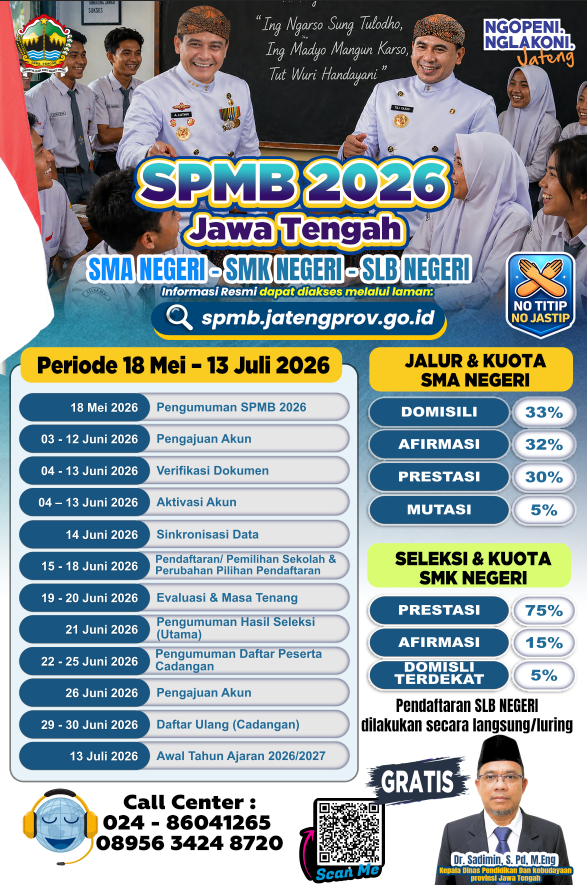 "Ing Ngarso Sung Tulodho,
Ing Madyo Mangun Karso,
Tut Wuri Handayani"
NGOPENI.
NGLAKONI.
Jateng
SPMB 2026
Jawa Tengah
SMA NEGERI - SMK NEGERI - SLB NEGERI
Informasi Resmi dapat diakses melalui laman:
spmb.jatengprov.go.id
NO TITIP
NO JASTIP
Periode 18 Mei – 13 Juli 2026
18 Mei 2026 Pengumuman SPMB 2026
03 - 12 Juni 2026 Pengajuan Akun
04 - 13 Juni 2026 Verifikasi Dokumen
04 – 13 Juni 2026 Aktivasi Akun
14 Juni 2026 Sinkronisasi Data
15 - 18 Juni 2026 Pendaftaran/ Pemilihan Sekolah &
Perubahan Pilihan Pendaftaran
19 - 20 Juni 2026 Evaluasi & Masa Tenang
21 Juni 2026 Pengumuman Hasil Seleksi
(Utama)
22 - 25 Juni 2026 Pengumuman Daftar Peserta
Cadangan
26 Juni 2026 Pengajuan Akun
29 - 30 Juni 2026 Daftar Ulang (Cadangan)
13 Juli 2026 Awal Tahun Ajaran 2026/2027
JALUR & KUOTA
SMA NEGERI
DOMISILI 33%
AFIRMASI 32%
PRESTASI 30%
MUTASI 5%
SELEKSI & KUOTA
SMK NEGERI
PRESTASI 75%
AFIRMASI 15%
DOMISLI
TERDEKAT 5%
Pendaftaran SLB NEGERI
dilakukan secara langsung/luring
GRATIS
Call Center :
024 - 86041265
08956 3424 8720
Scan Me
Dr. Sadimin, S. Pd, M.Eng
Kepala Dinas Pendidikan Dan kebudayaan
provinsi Jawa Tengah